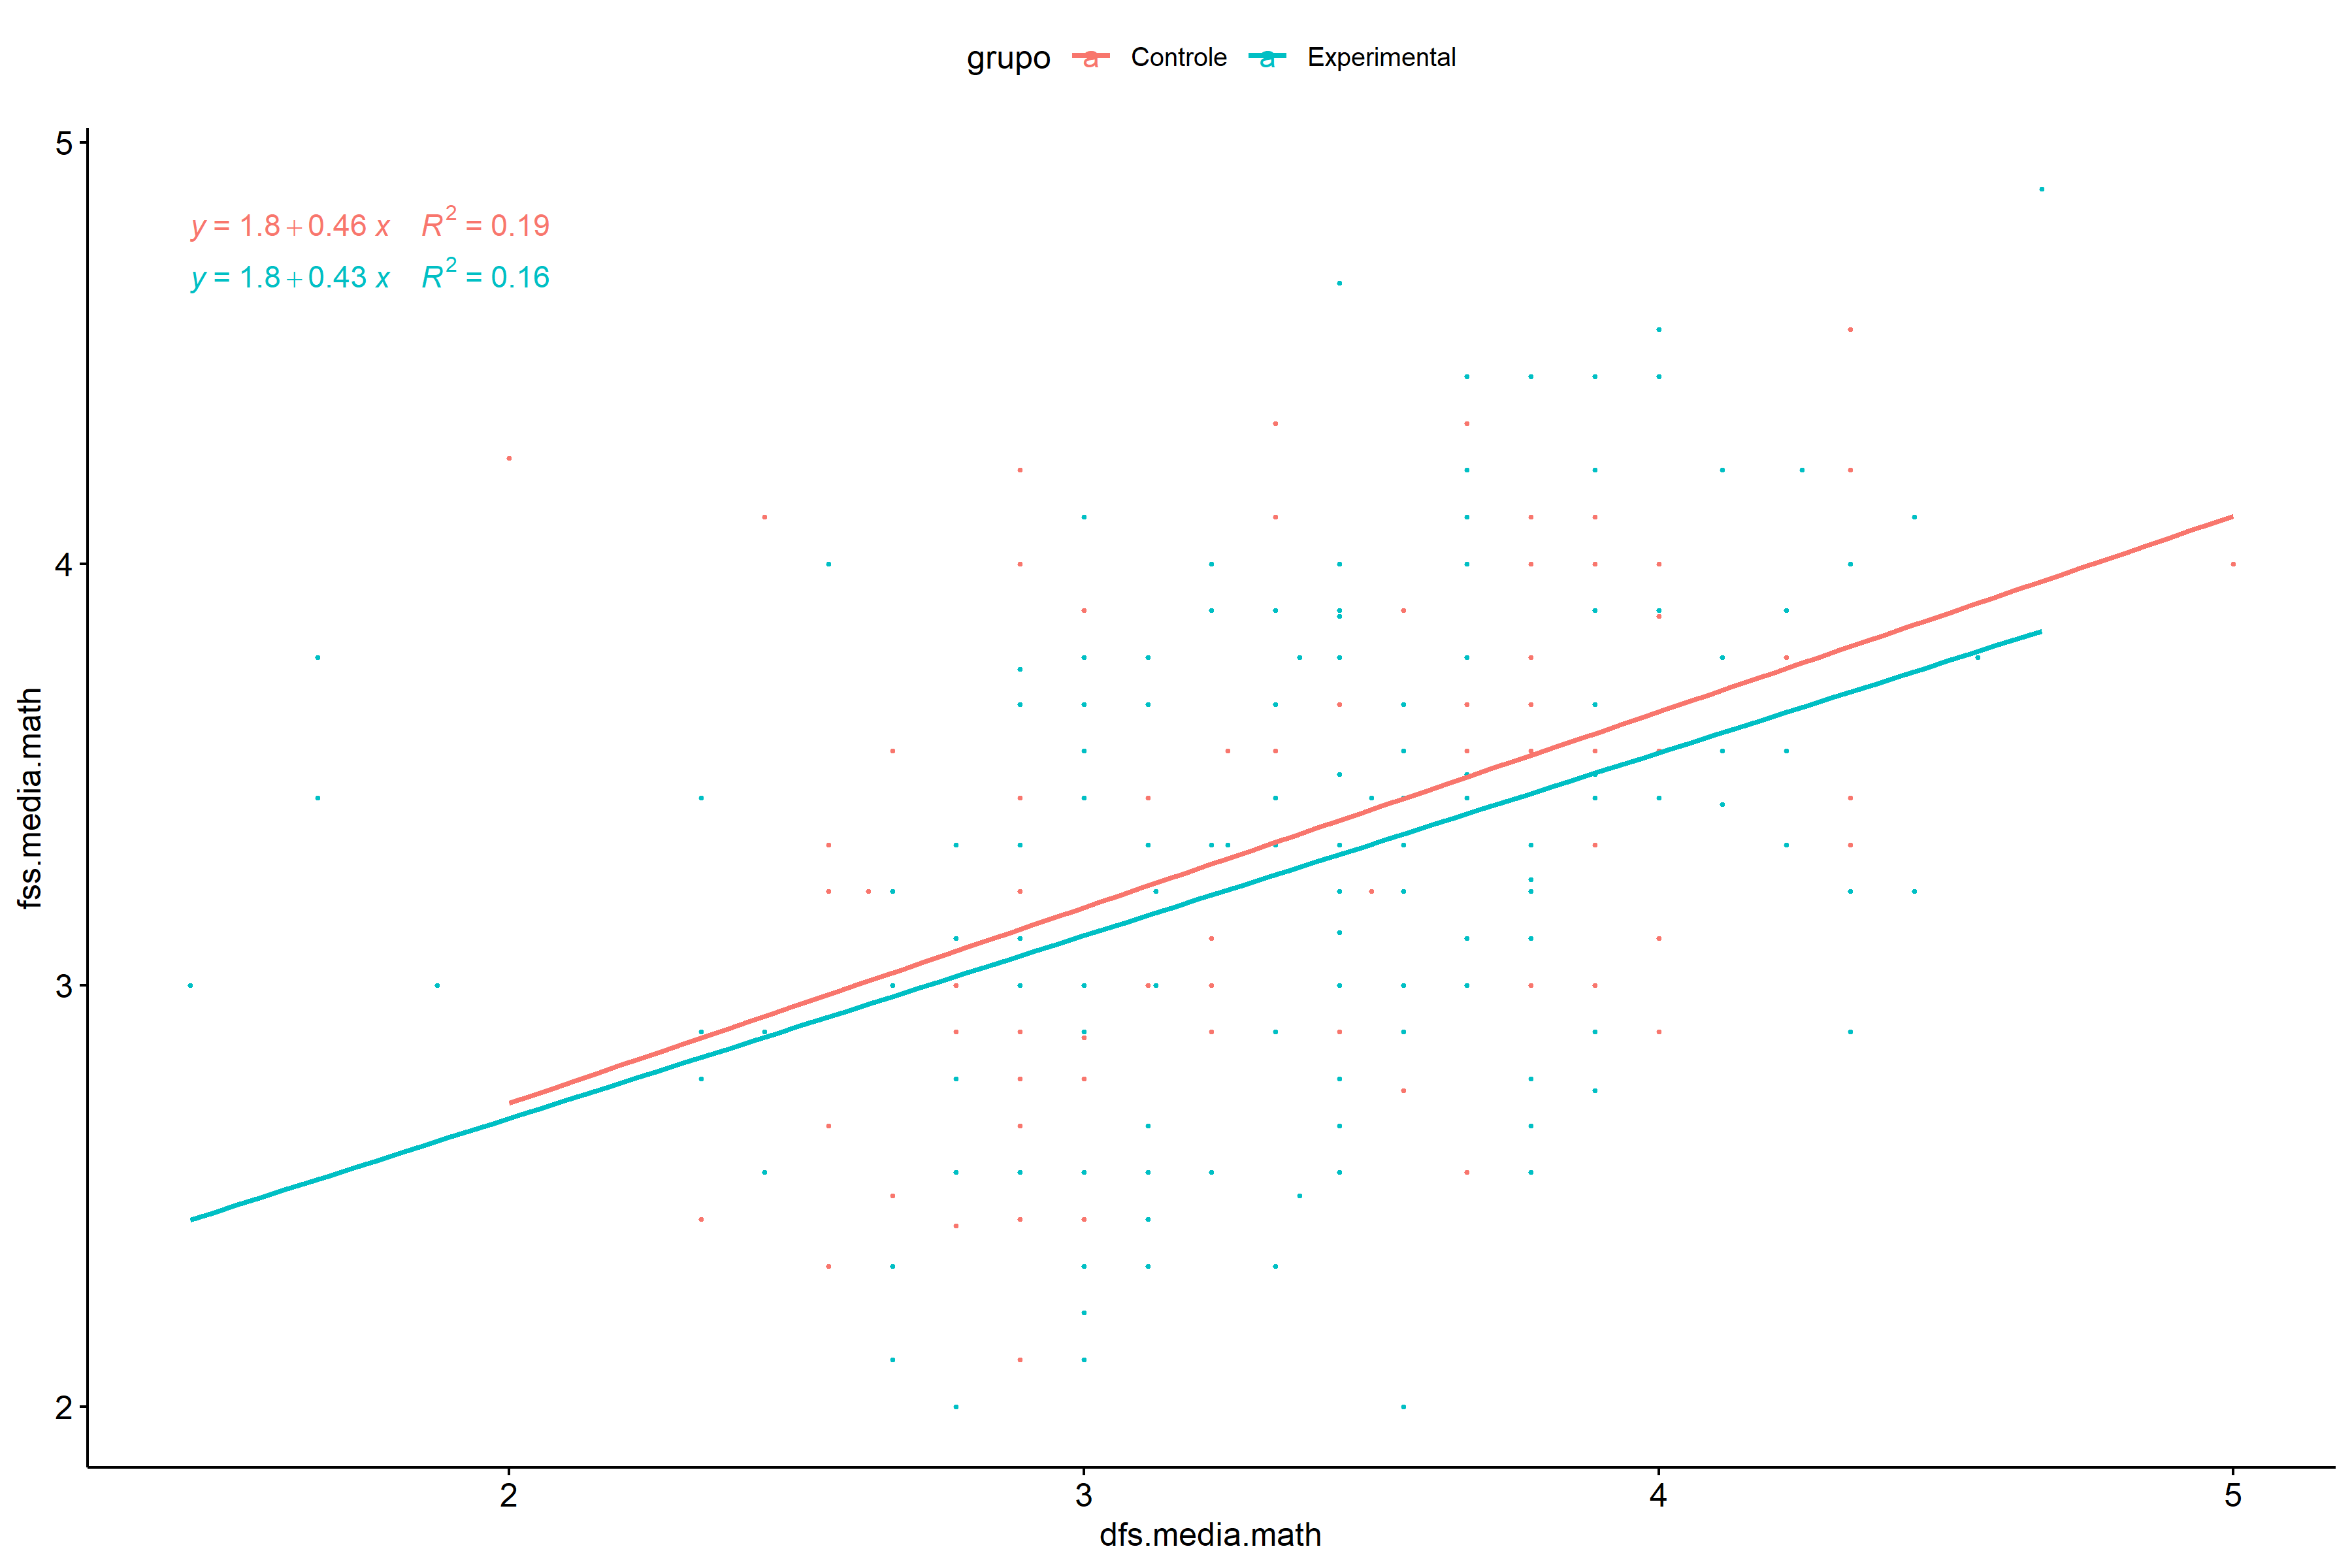 grupo a Controle a Experimental
5
y = 1.8 + 0.46 x R² = 0.19
y = 1.8 + 0.43 x R² = 0.16
4
fss.media.math
3
2
2 3 4 5
dfs.media.math